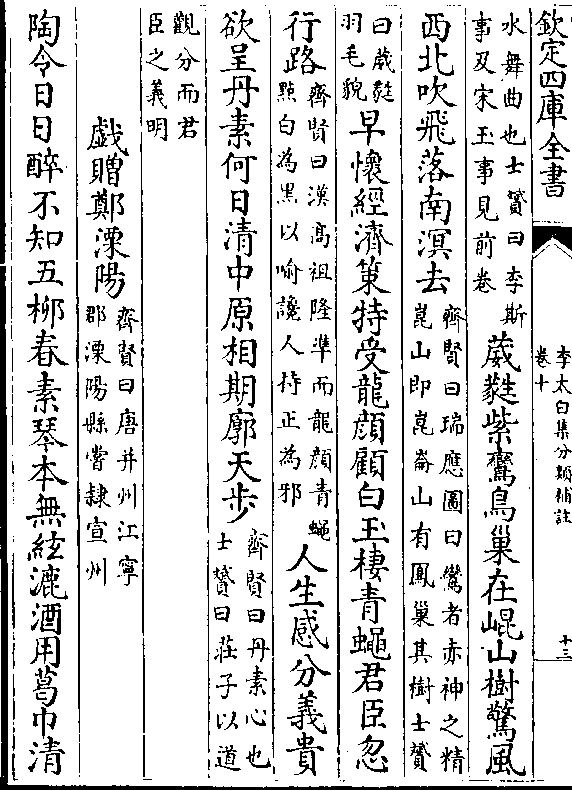 欽定四庫全書
李太白集分類補註
卷十
十三
水舞曲也士贇曰李斯
事及宋玉事見前卷
葳蕤紫鸞鳥巢在崐山樹驚風
西北吹飛落南溟去
齊賢曰瑞應圖曰鸞者赤神之精
崑山即崑崙山有鳳巢其樹士贇
曰葳蕤
羽毛貌
早懷經濟策特受龍顔顧白玉棲青蠅君臣忽
行路
齊賢曰漢高祖隆凖而龍顔青蠅
點白為黒以喻讒人持正為邪
人生感分義貴
欲呈丹素何日清中原相期廓天步
齊賢曰丹素心也
士贇曰莊子以道
觀分而君
臣之義明
戲贈鄭溧陽
齊賢曰唐并州江寧
郡溧陽縣嘗𨽻宣州
陶令日日醉不知五柳春素琴本無絃漉酒用葛巾清